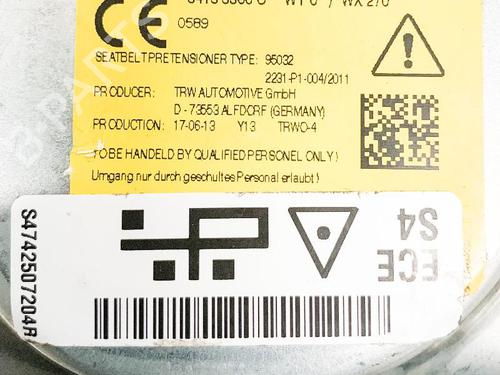 CE
0589
SEATBELT PRETENSIONER TYPE: 95032
2231-P1-004/2011
PRODUCER: TRW AUTOMOTIVE GmbH
D - 73553 ALFDORF (GERMANY)
PRODUCTION: 17-06-13 Y13 TRWO-4
TO BE HANDELD BY QUALIFIED PERSONEL ONLY)
Umgang nur durch geschultes Personal erlaubt)
ECE
S4